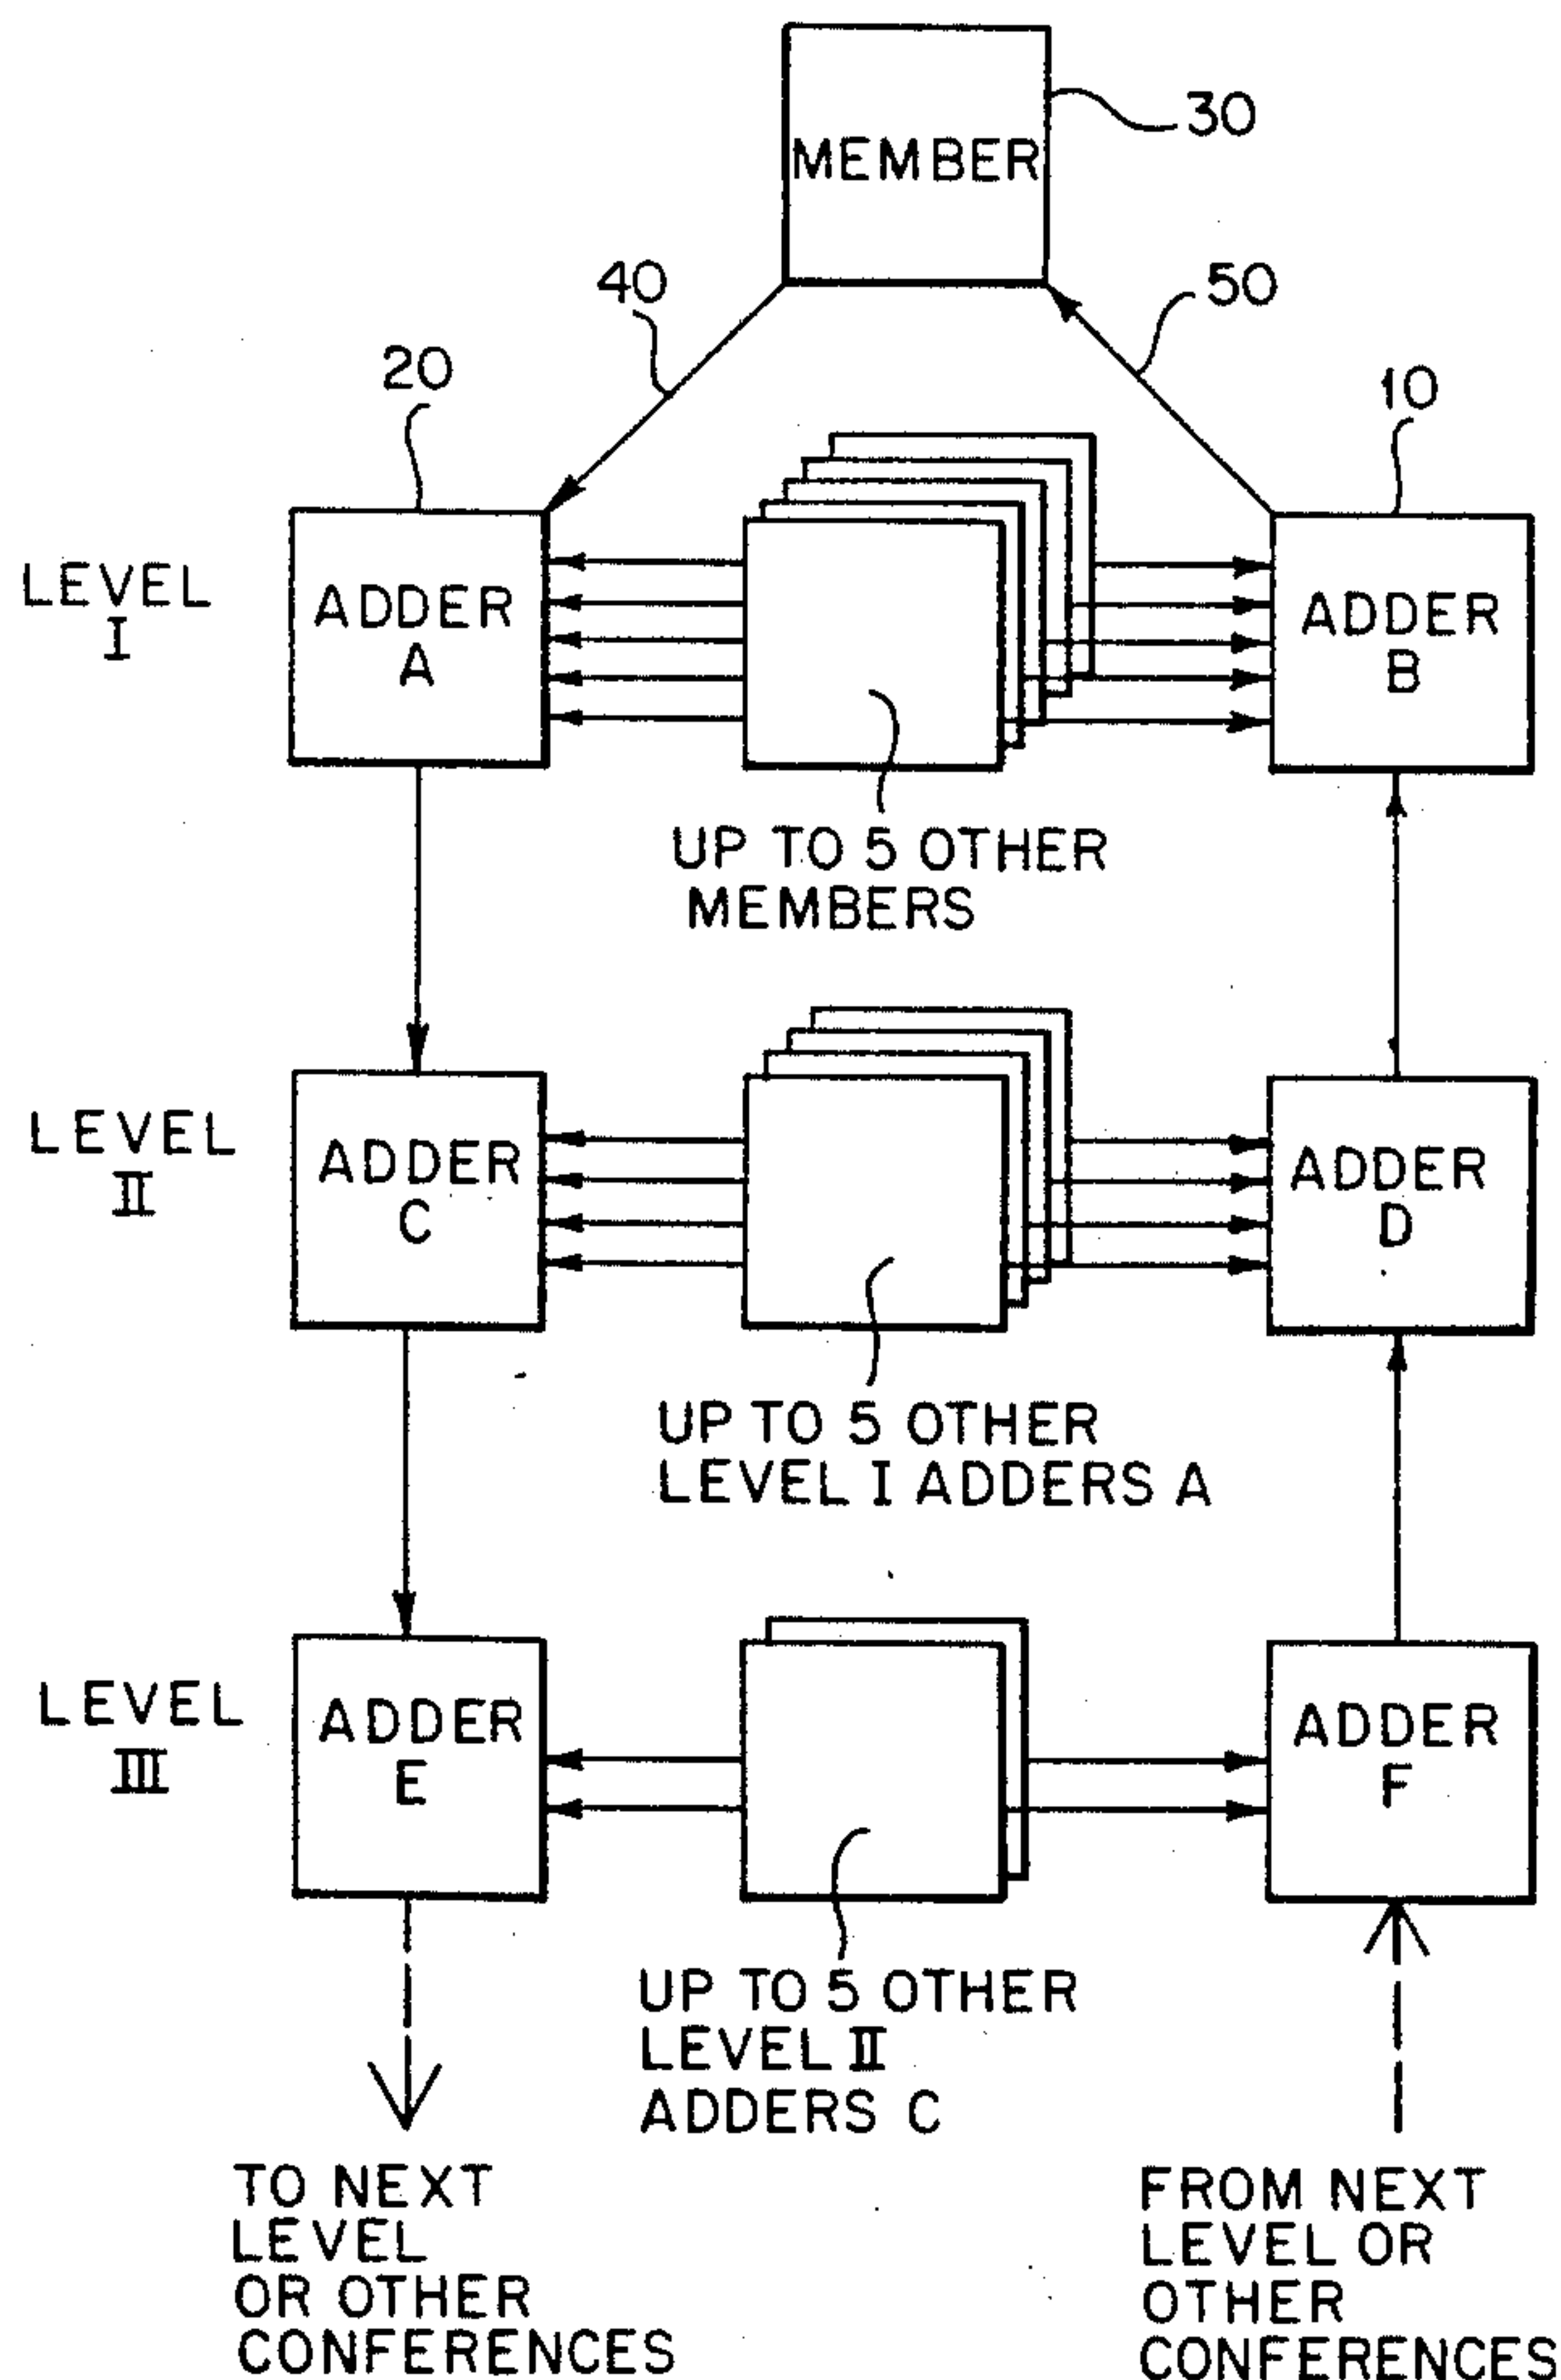 MEMBER
30
40
50
20
10
LEVEL
I
ADDER
A
ADDER
B
UP TO 5 OTHER
MEMBERS
LEVEL
II
ADDER
C
ADDER
D
UP TO 5 OTHER
LEVEL I ADDERS A
LEVEL
III
ADDER
E
ADDER
F
UP TO 5 OTHER
LEVEL II
ADDERS C
TO NEXT
LEVEL
OR OTHER
CONFERENCES
FROM NEXT
LEVEL OR
OTHER
CONFERENCES